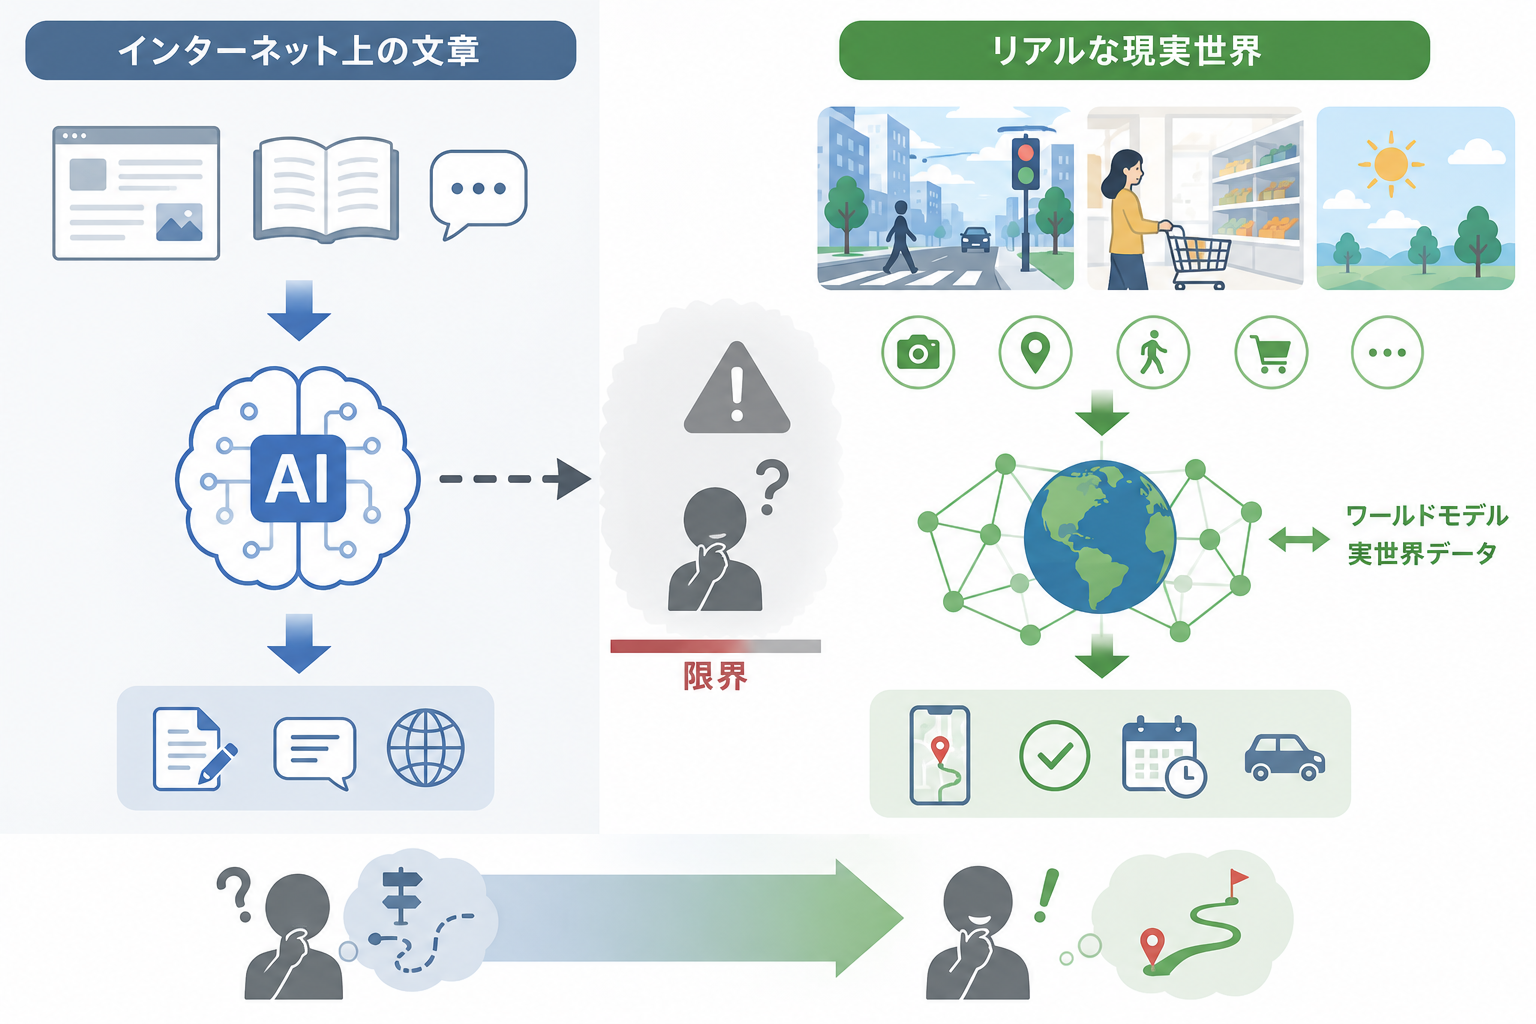 インターネット上の文章
リアルな現実世界
AI
限界
ワールドモデル
実世界データ